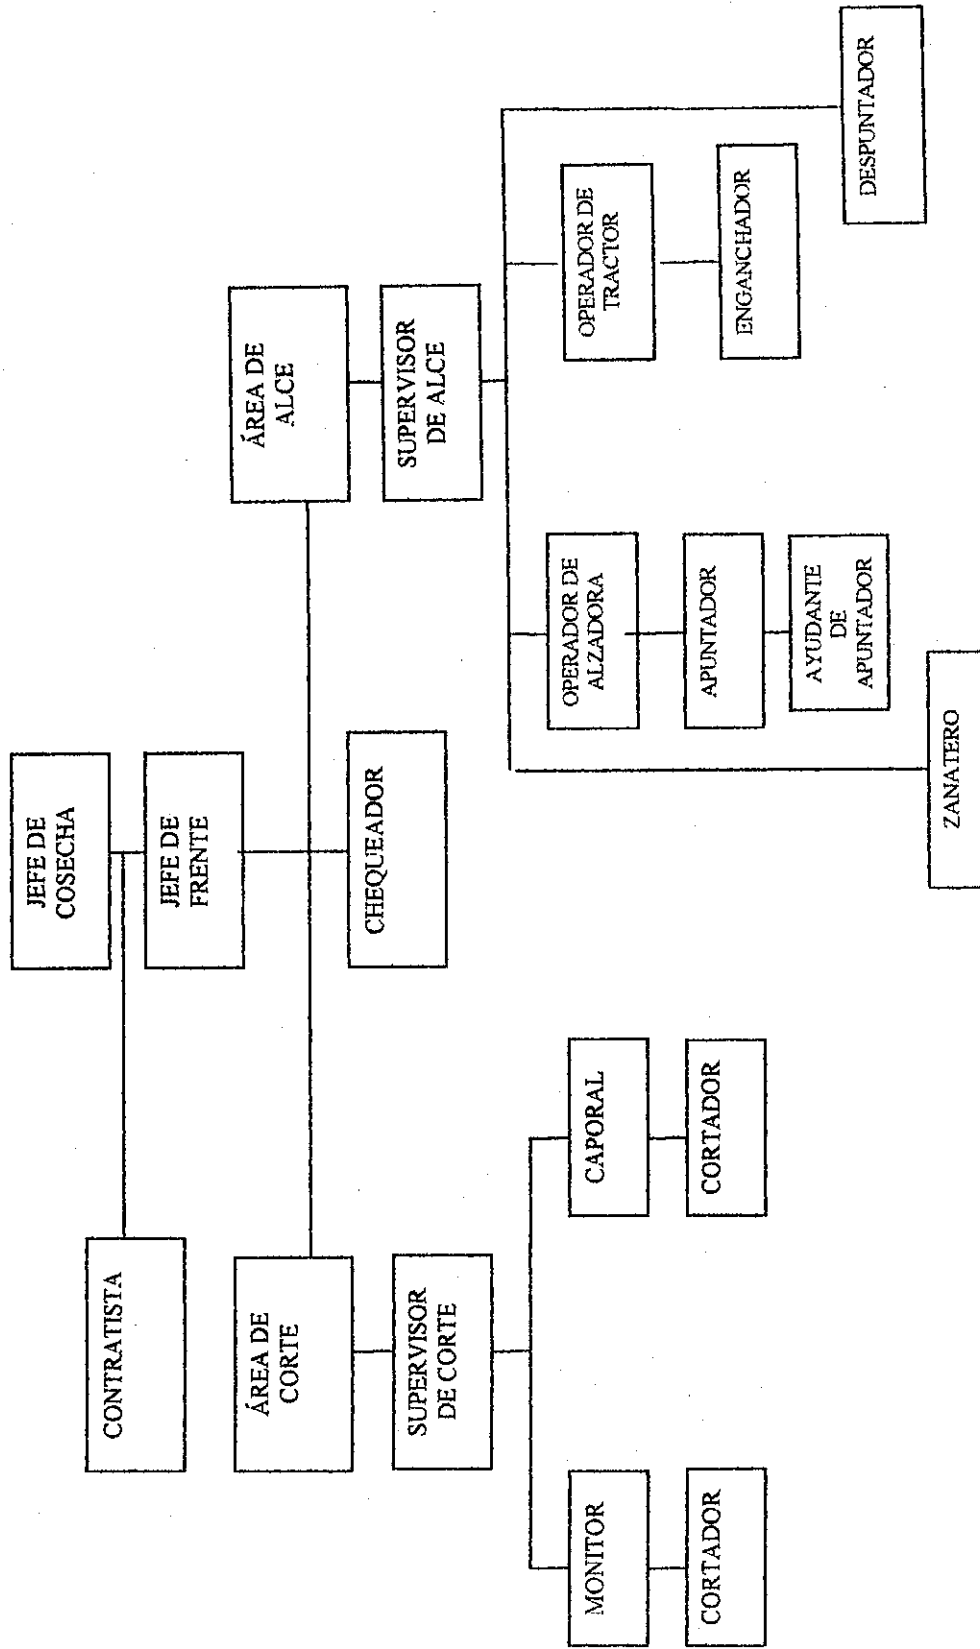 JEFE DE
COSECHA
CONTRATISTA
JEFE DE
FRENTE
ÁREA DE
CORTE
ÁREA DE
ALCE
CHEQUEADOR
SUPERVISOR
DE CORTE
SUPERVISOR
DE ALCE
MONITOR
CAPORAL
OPERADOR DE
ALZADORA
OPERADOR DE
TRACTOR
CORTADOR
CORTADOR
APUNTADOR
ENGANCHADOR
AYUDANTE
DE
APUNTADOR
DESPUNTADOR
ZANATERO